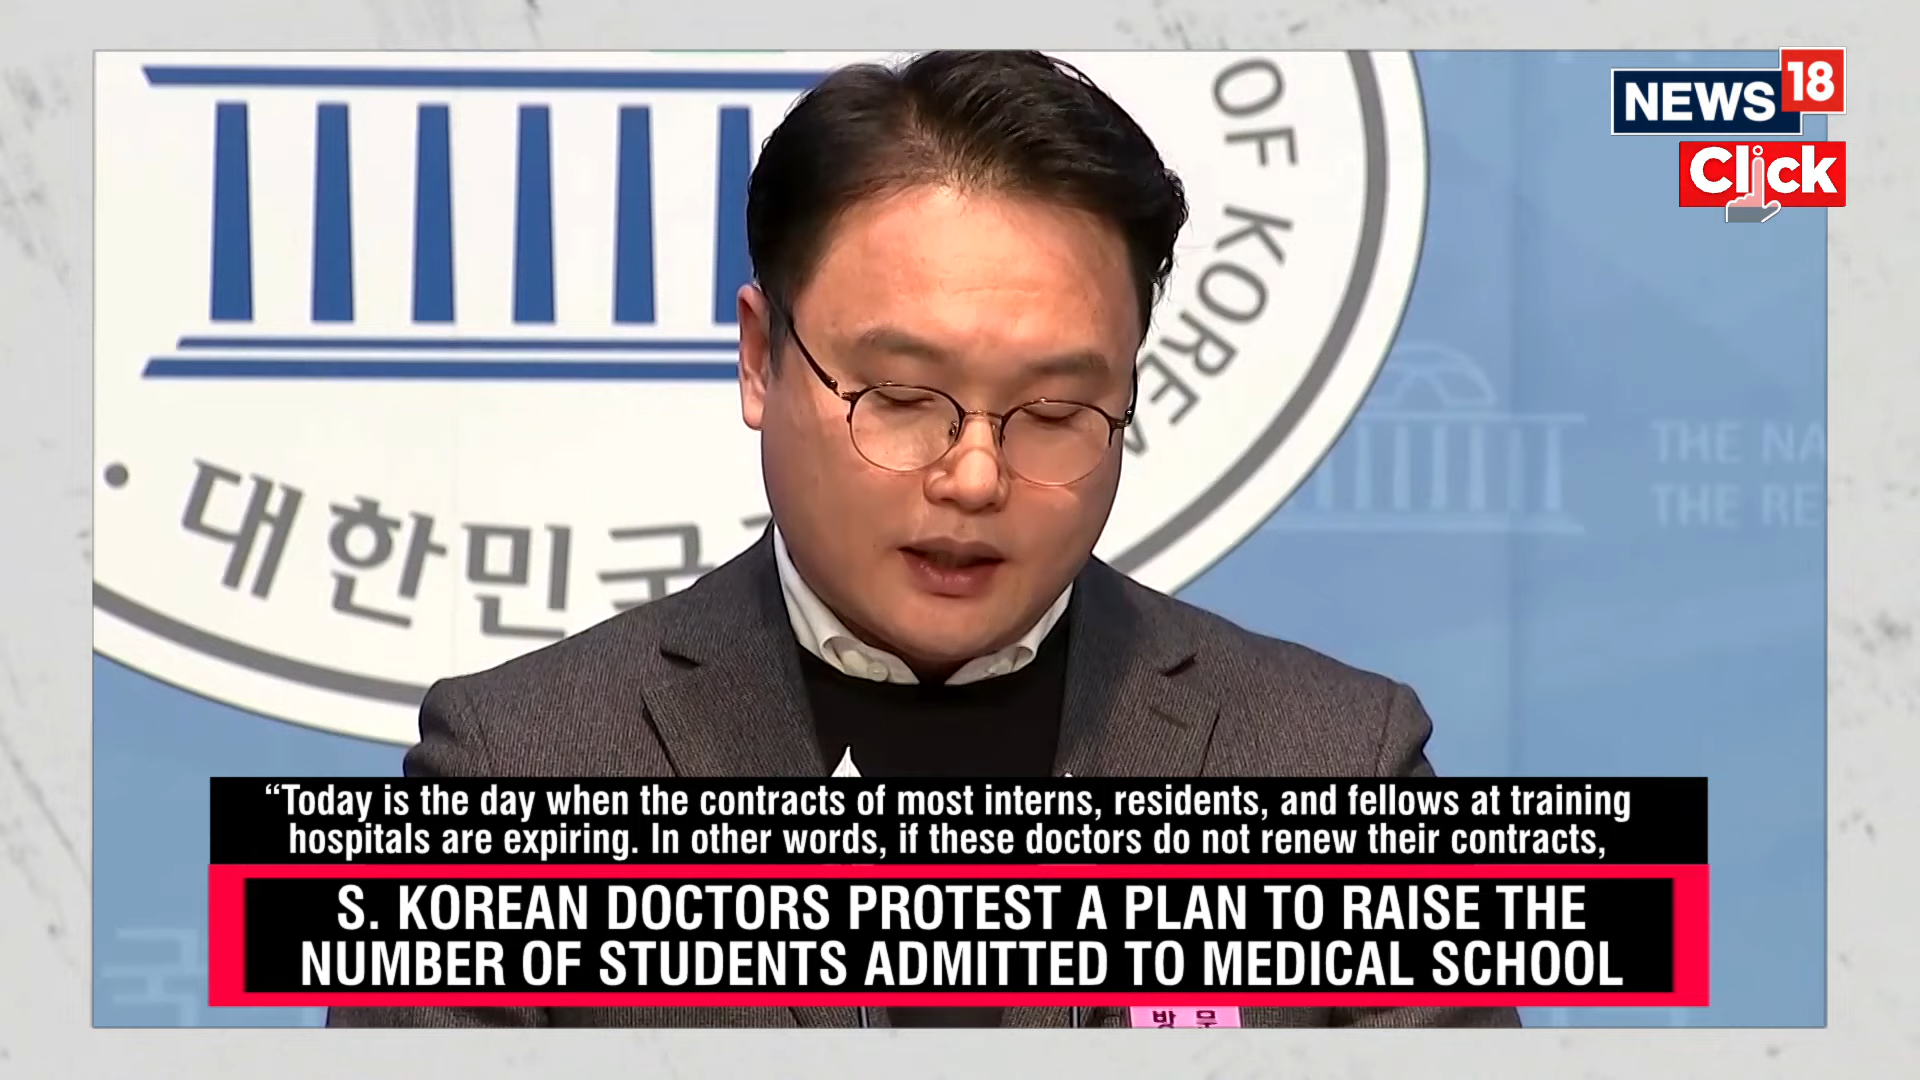 NEWS 18
Click
OF KOREA
대한민국
THE NA
THE RE
“Today is the day when the contracts of most interns, residents, and fellows at training
hospitals are expiring. In other words, if these doctors do not renew their contracts,
S. KOREAN DOCTORS PROTEST A PLAN TO RAISE THE
NUMBER OF STUDENTS ADMITTED TO MEDICAL SCHOOL